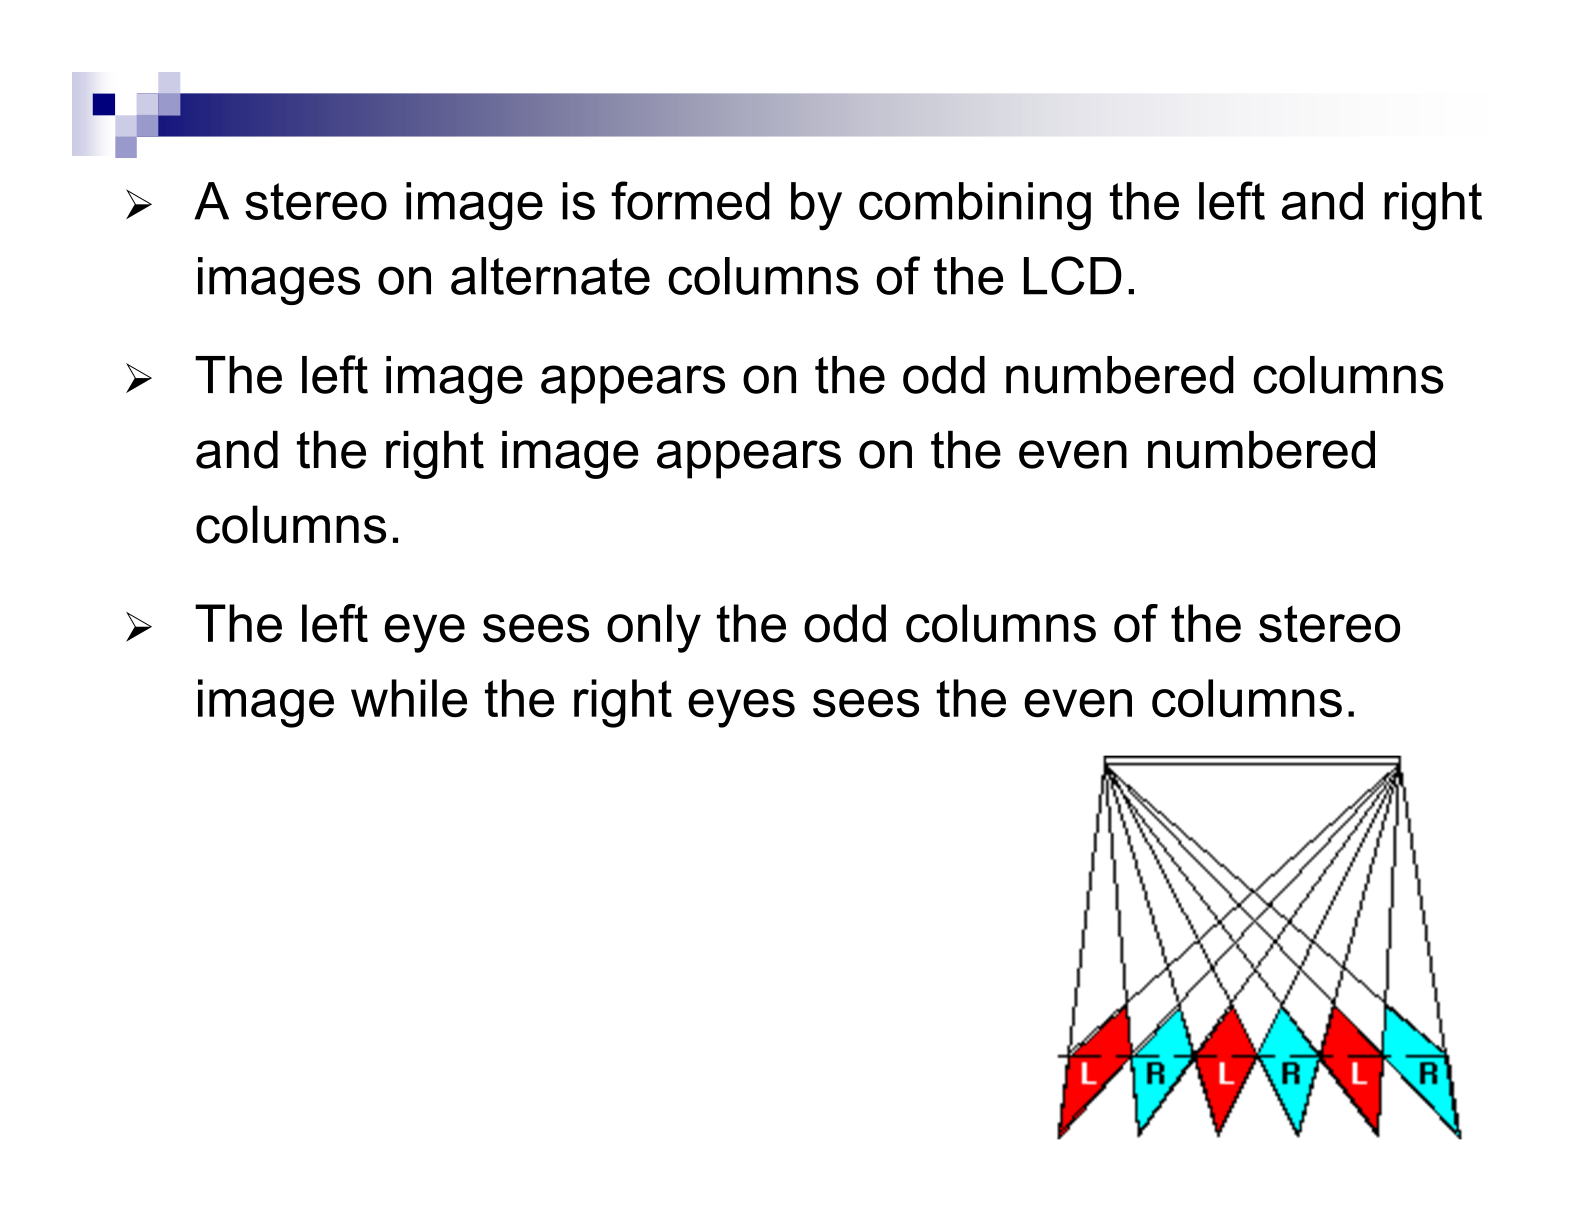 A stereo image is formed by combining the left and right
images on alternate columns of the LCD.
The left image appears on the odd numbered columns
and the right image appears on the even numbered
columns.
The left eye sees only the odd columns of the stereo
image while the right eyes sees the even columns.
L R L R L R